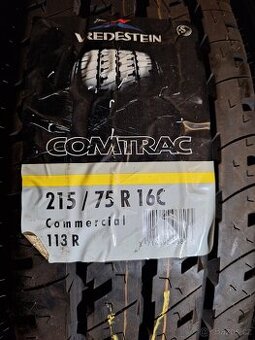 VREDESTEIN
COMTRAC
215 / 75 R 16C
Commercial
113 R